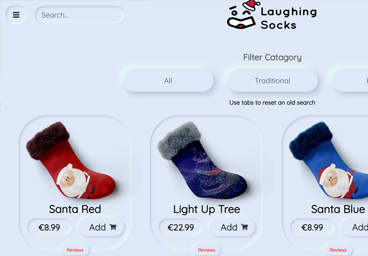 Search...
Laughing
Socks
Filter Catagory
All
Traditional
Use tabs to reset an old search
Santa Red
€8.99
Add
Reviews
Light Up Tree
€22.99
Add
Reviews
Santa Blue
€8.99
Add
Reviews